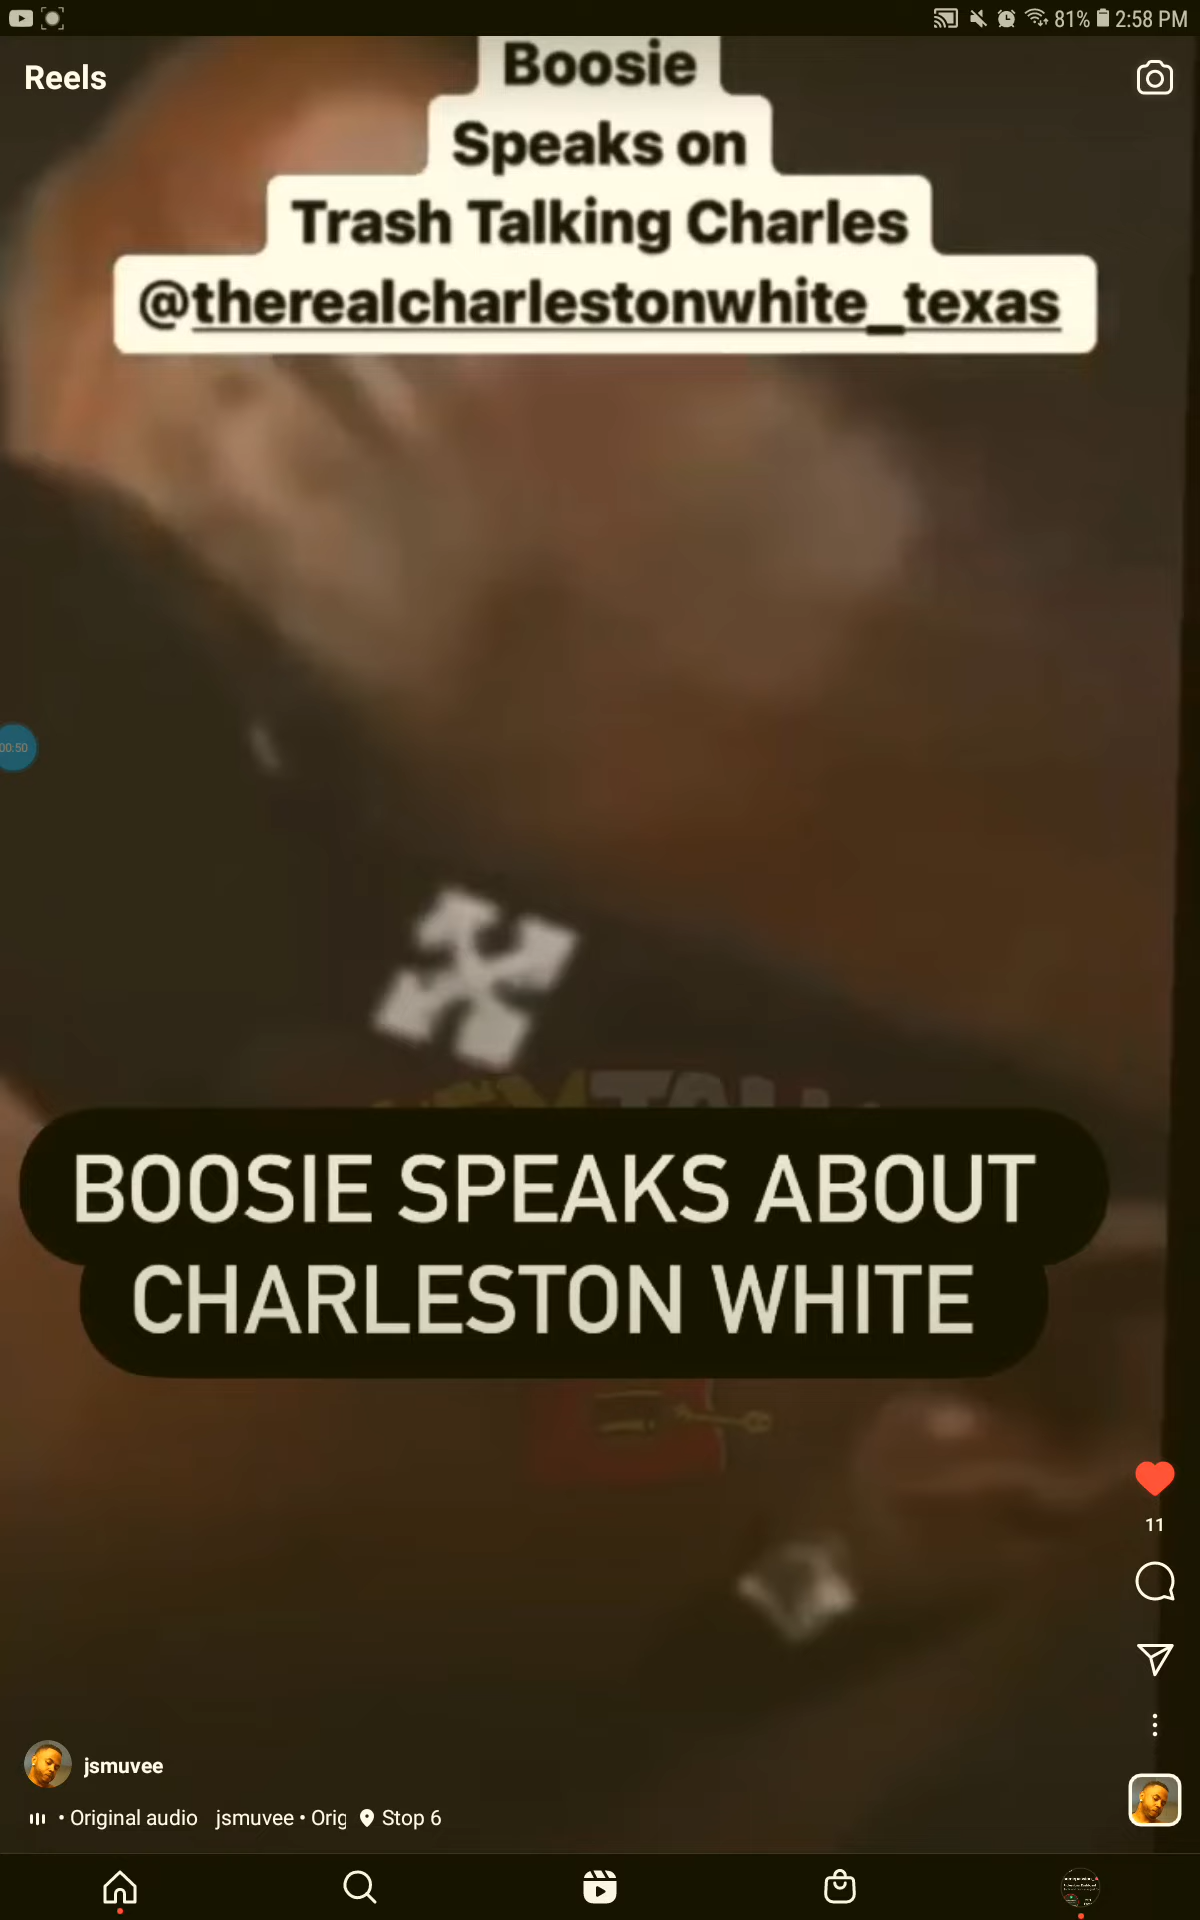 81% 2:58 PM
Reels
Boosie
Speaks on
Trash Talking Charles
@therealcharlestonwhite_texas
00:50
BOOSIE SPEAKS ABOUT
CHARLESTON WHITE
11
jsmuvee
• Original audio jsmuvee • Orig Stop 6